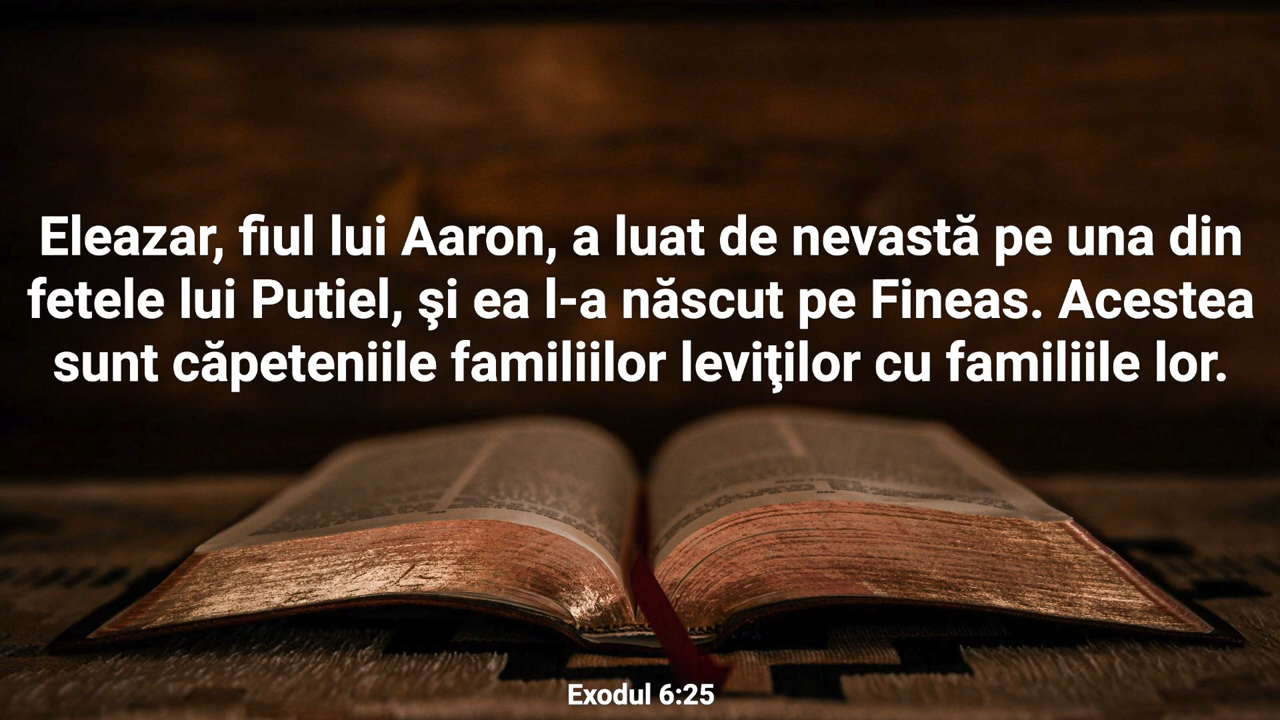 Eleazar, fiul lui Aaron, a luat de nevastă pe una din
fetele lui Putiel, şi ea l-a născut pe Fineas. Acestea
sunt căpeteniile familiilor leviţilor cu familiile lor.
Exodul 6:25